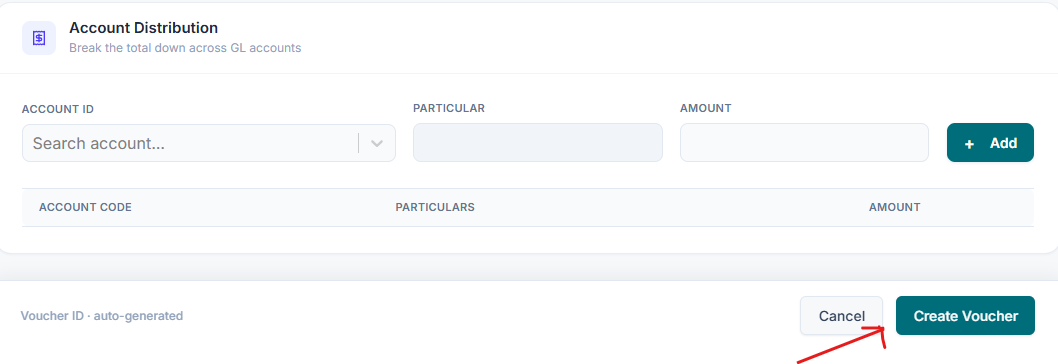 Account Distribution
Break the total down across GL accounts
ACCOUNT ID
PARTICULAR
AMOUNT
Search account...
+ Add
ACCOUNT CODE
PARTICULARS
AMOUNT
Voucher ID · auto-generated
Cancel
Create Voucher